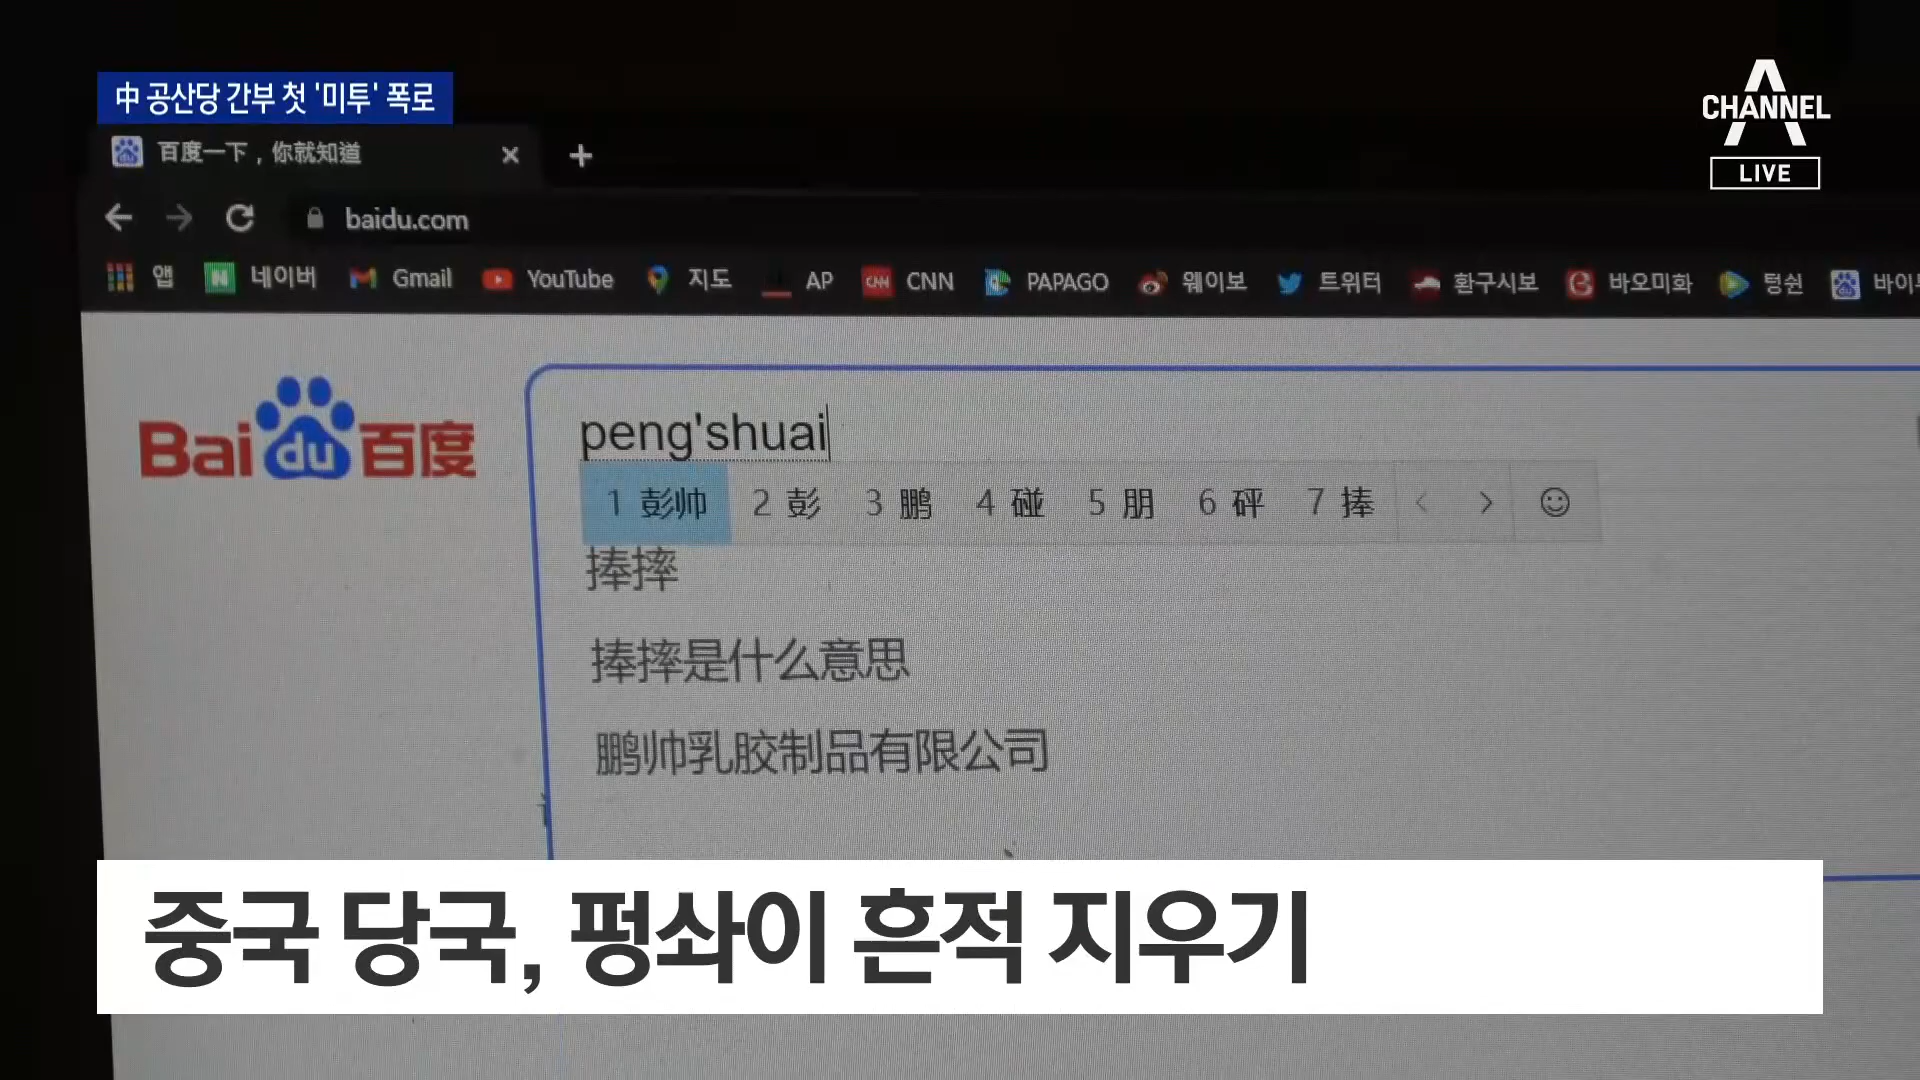 中 공산당 간부 첫 '미투' 폭로
CHANNEL A
LIVE
百度一下，你就知道
baidu.com
앱 네이버 Gmail YouTube 지도 AP CNN PAPAGO 웨이보 트위터 환구시보 바오미화 텅쉰
Baidu百度
peng'shuai
1 彭帅 2 彭 3 鹏 4 碰 5 朋 6 砰 7 捧
捧摔
捧摔是什么意思
鹏帅乳胶制品有限公司
중국 당국, 펑솨이 흔적 지우기